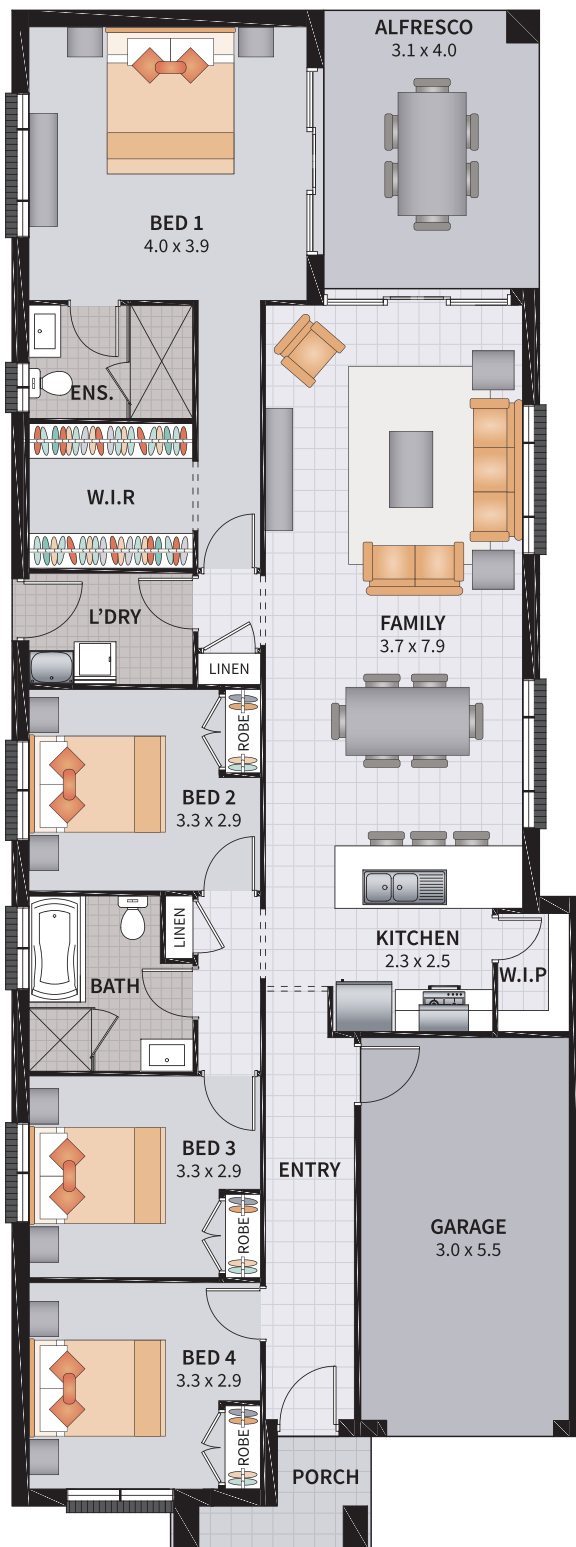 ALFRESCO
3.1 x 4.0
BED 1
4.0 x 3.9
ENS.
W.I.R
L'DRY
LINEN
FAMILY
3.7 x 7.9
ROBE
BED 2
3.3 x 2.9
LINEN
KITCHEN
2.3 x 2.5
W.I.P
BATH
BED 3
3.3 x 2.9
ENTRY
ROBE
GARAGE
3.0 x 5.5
BED 4
3.3 x 2.9
ROBE
PORCH